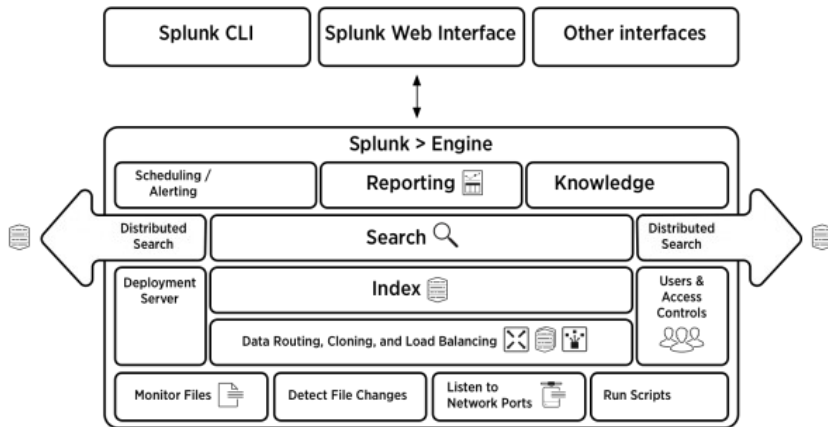 Splunk CLI
Splunk Web Interface
Other interfaces
Splunk > Engine
Scheduling /
Alerting
Reporting
Knowledge
Distributed
Search
Search
Distributed
Search
Deployment
Server
Index
Users &
Access
Controls
Data Routing, Cloning, and Load Balancing
Monitor Files
Detect File Changes
Listen to
Network Ports
Run Scripts